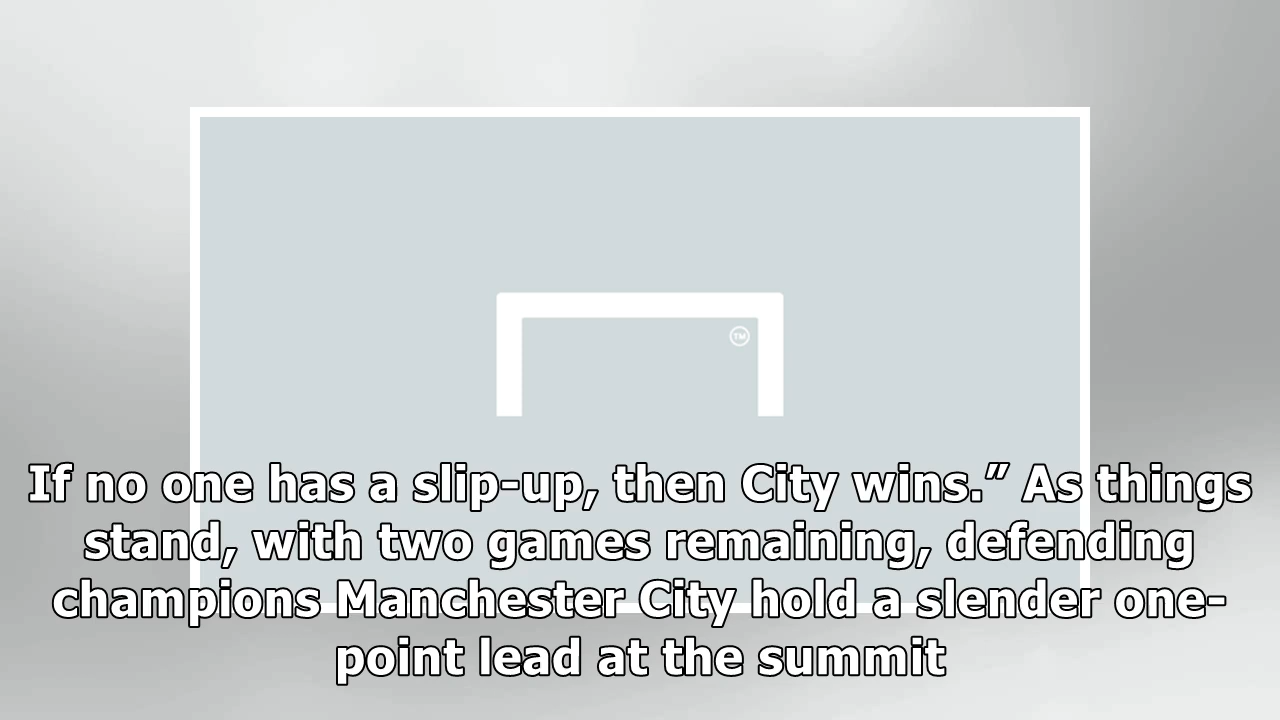 TM
If no one has a slip-up, then City wins.” As things
stand, with two games remaining, defending
champions Manchester City hold a slender one-
point lead at the summit